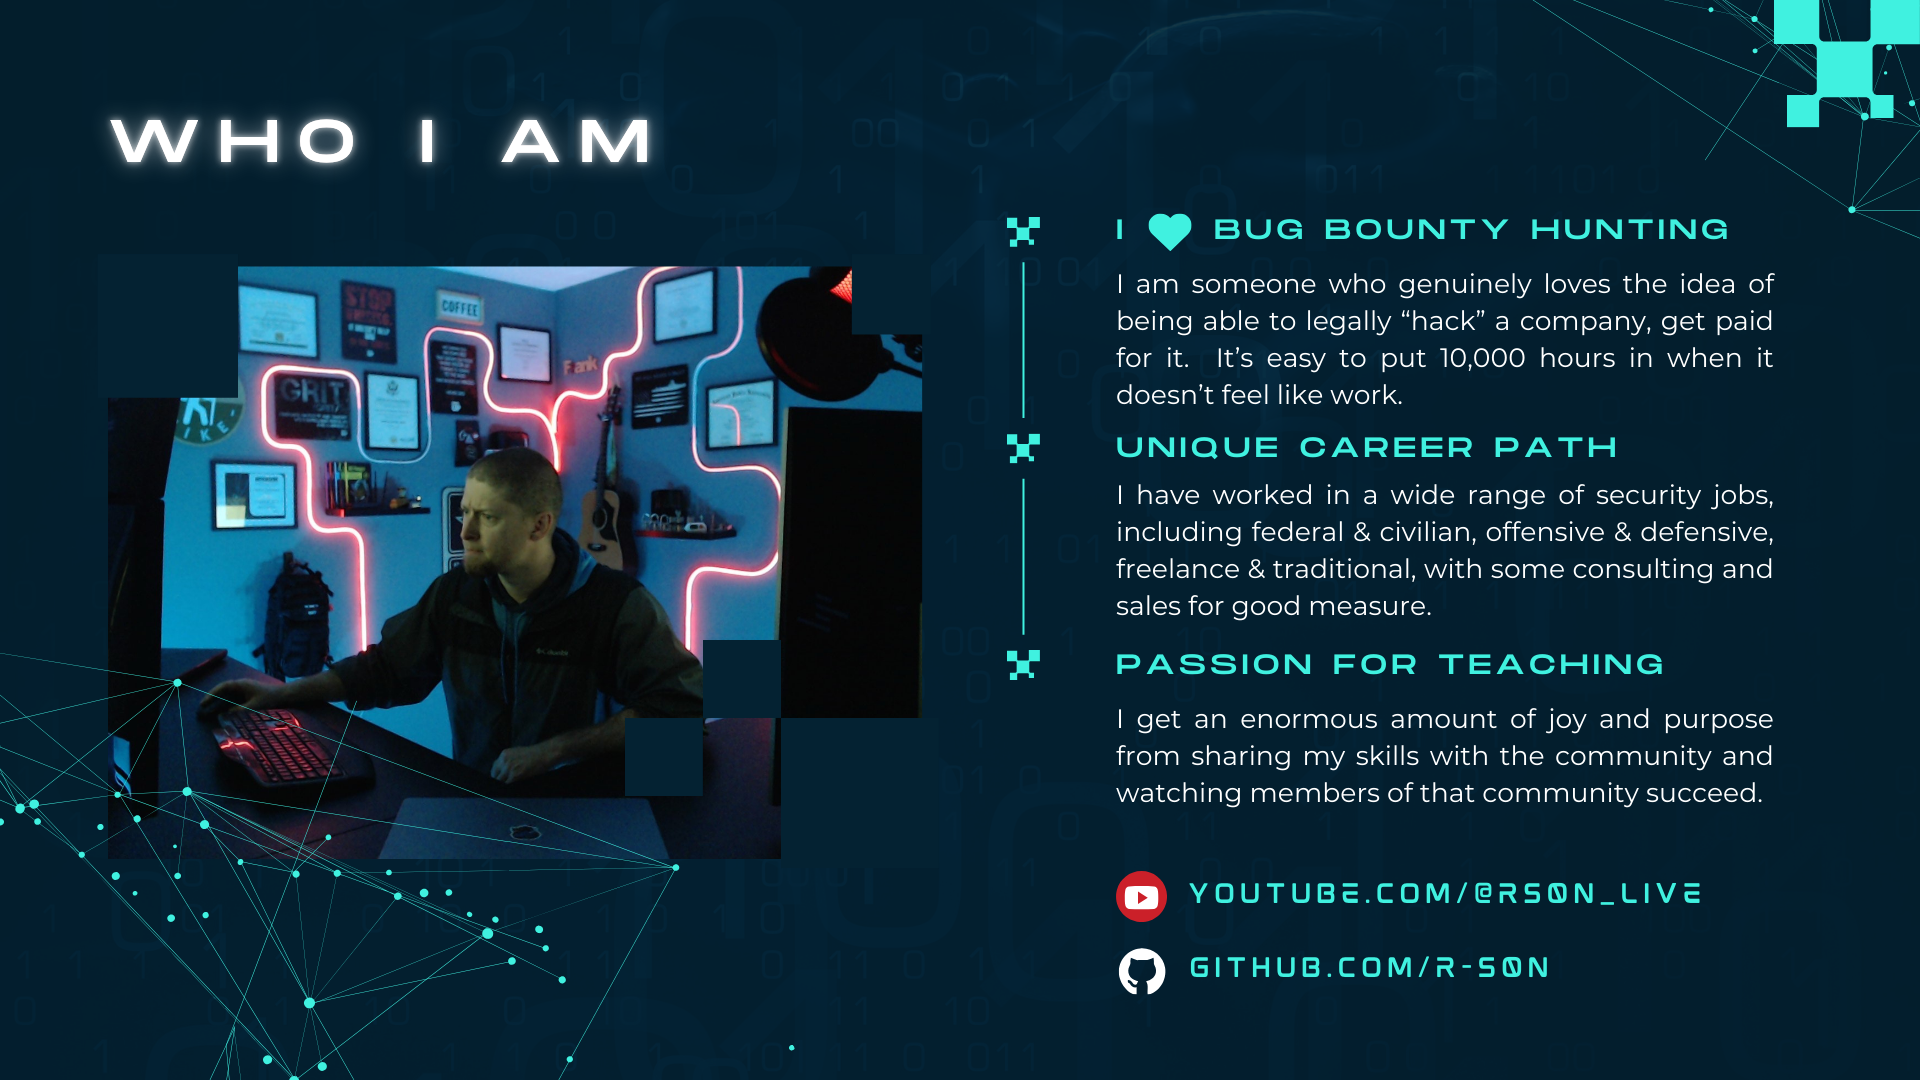 WHO I AM
COFFEE
STOP
GRIT
Frank
I ♥ BUG BOUNTY HUNTING
I am someone who genuinely loves the idea of
being able to legally “hack” a company, get paid
for it. It’s easy to put 10,000 hours in when it
doesn’t feel like work.
UNIQUE CAREER PATH
I have worked in a wide range of security jobs,
including federal & civilian, offensive & defensive,
freelance & traditional, with some consulting and
sales for good measure.
PASSION FOR TEACHING
I get an enormous amount of joy and purpose
from sharing my skills with the community and
watching members of that community succeed.
YOUTUBE.COM/@RS0N_LIVE
GITHUB.COM/R-S0N